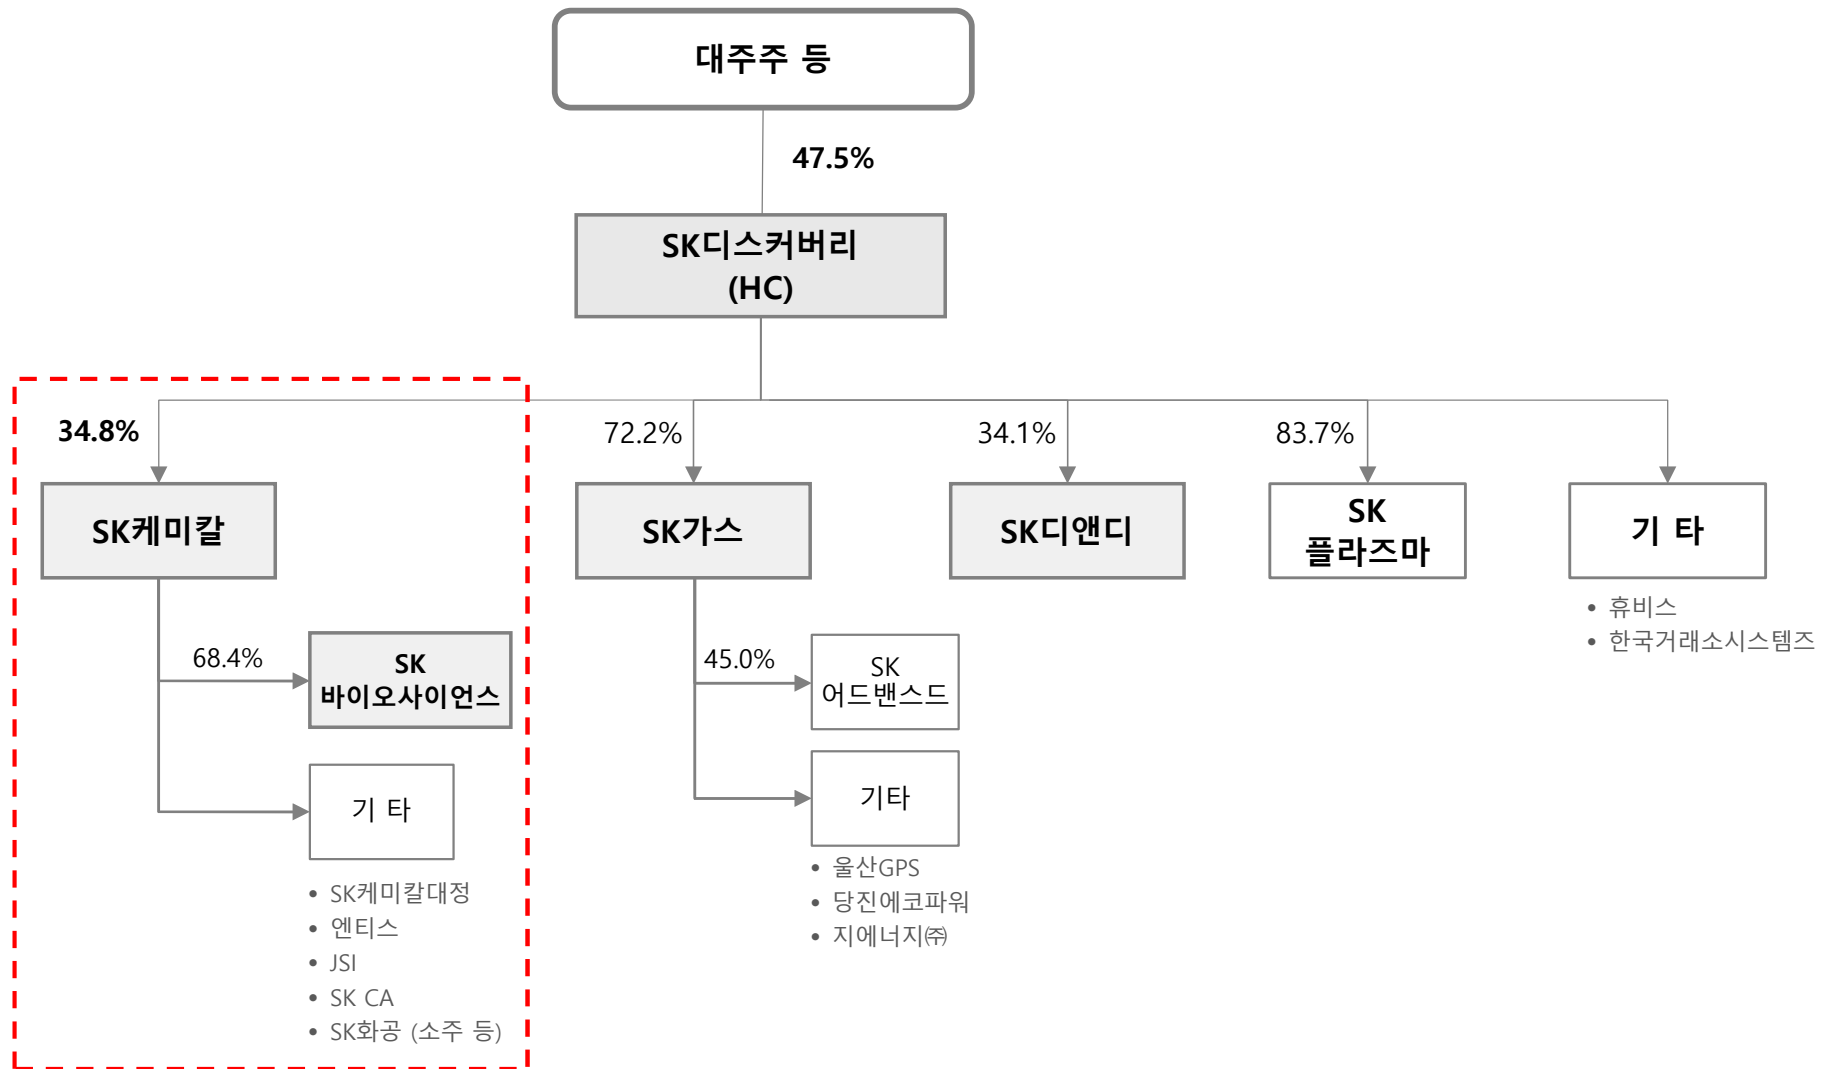 대주주 등
47.5%
SK디스커버리
(HC)
34.8%
72.2%
34.1%
83.7%
SK케미칼
SK가스
SK디앤디
SK
플라즈마
기 타
• 휴비스
• 한국거래소시스템즈
68.4%
SK
바이오사이언스
45.0%
SK
어드밴스드
기 타
기타
• SK케미칼대정
• 엔티스
• JSI
• SK CA
• SK화공 (소주 등)
• 울산GPS
• 당진에코파워
• 지에너지㈜